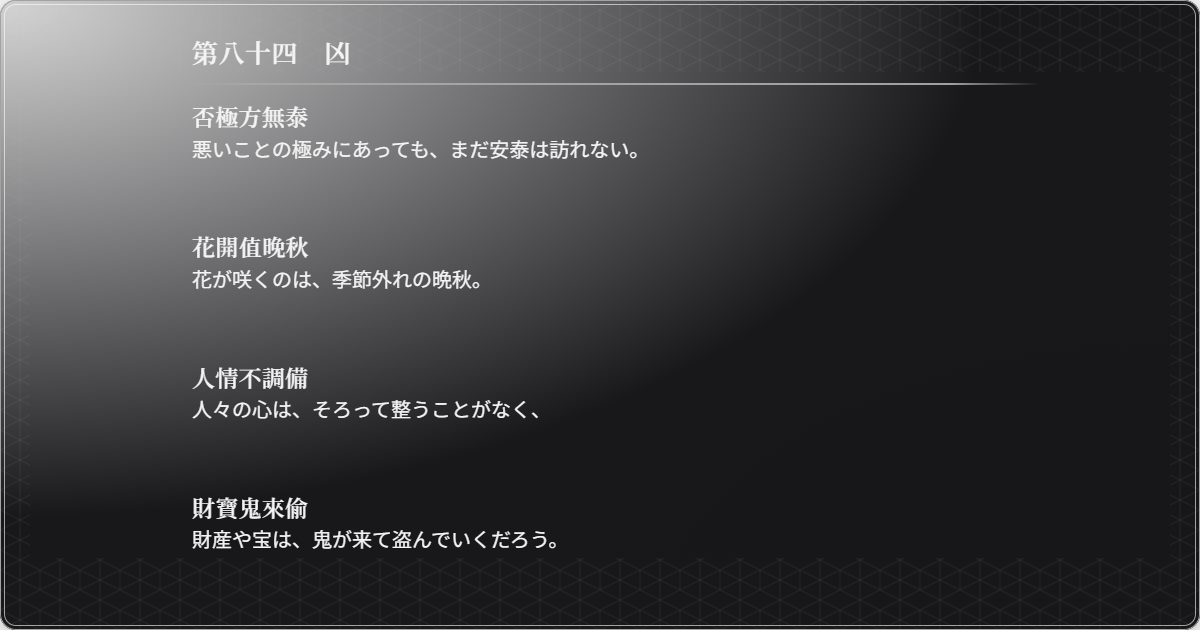 第八十四　凶
否極方無泰
悪いことの極みにあっても、まだ安泰は訪れない。
花開值晩秋
花が咲くのは、季節外れの晩秋。
人情不調備
人々の心は、そろって整うことがなく、
財寶鬼來偷
財産や宝は、鬼が来て盗んでいくだろう。